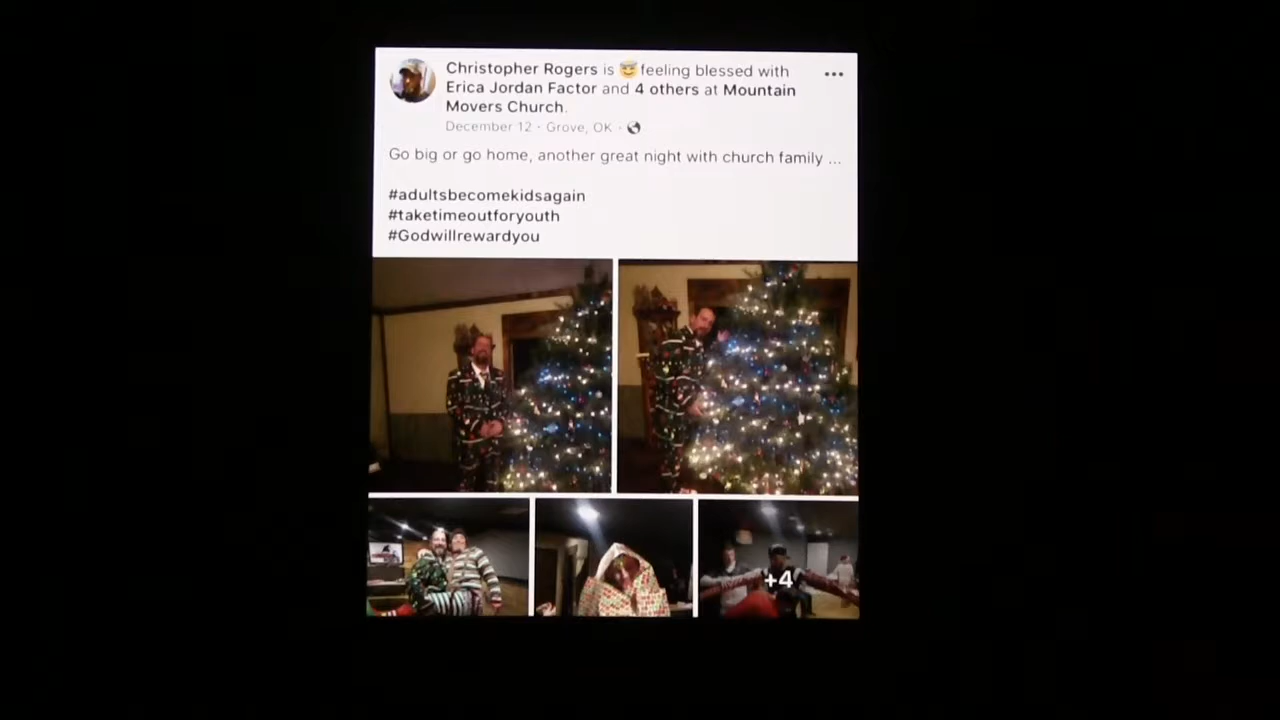 Christopher Rogers is 😇 feeling blessed with
Erica Jordan Factor and 4 others at Mountain
Movers Church.
December 12 · Grove, OK ·
Go big or go home, another great night with church family ...
#adultsbecomekidsagain
#taketimeoutforyouth
#Godwillrewardyou
+4